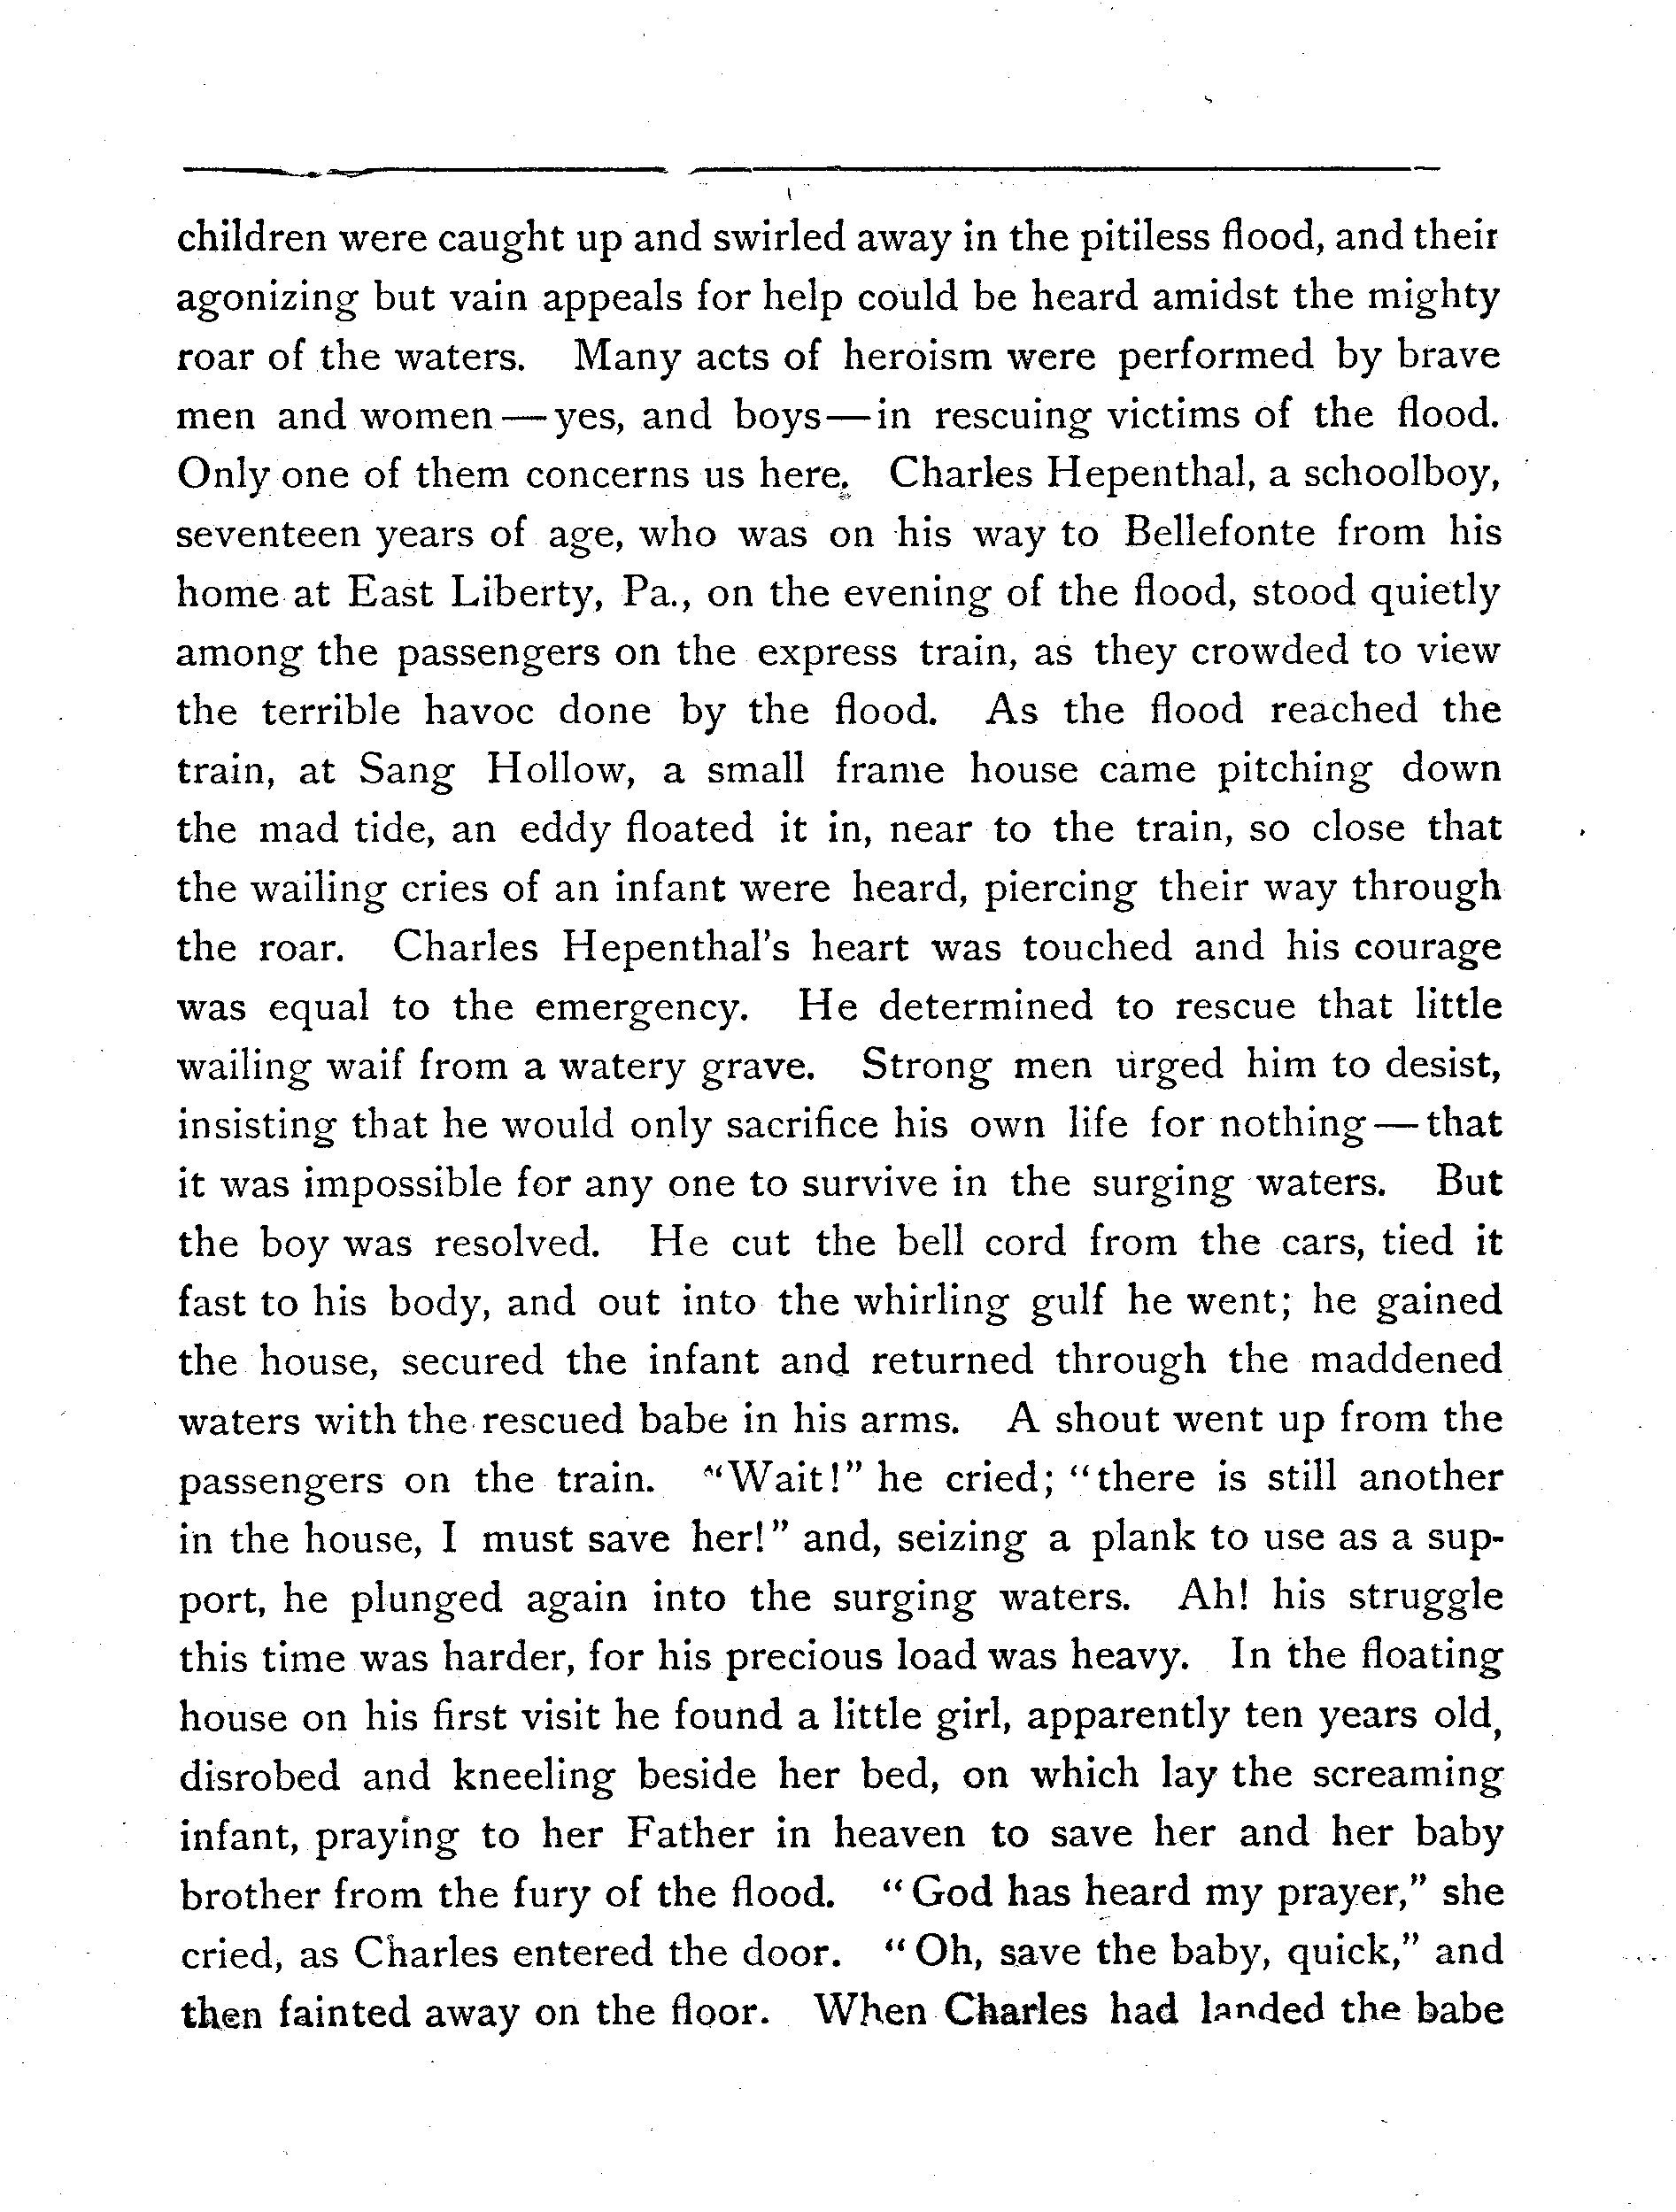 children were caught up and swirled away in the pitiless flood, and their
agonizing but vain appeals for help could be heard amidst the mighty
roar of the waters. Many acts of heroism were performed by brave
men and women—yes, and boys—in rescuing victims of the flood.
Only one of them concerns us here. Charles Hepenthal, a schoolboy,
seventeen years of age, who was on his way to Bellefonte from his
home at East Liberty, Pa., on the evening of the flood, stood quietly
among the passengers on the express train, as they crowded to view
the terrible havoc done by the flood. As the flood reached the
train, at Sang Hollow, a small frame house came pitching down
the mad tide, an eddy floated it in, near to the train, so close that
the wailing cries of an infant were heard, piercing their way through
the roar. Charles Hepenthal's heart was touched and his courage
was equal to the emergency. He determined to rescue that little
wailing waif from a watery grave. Strong men urged him to desist,
insisting that he would only sacrifice his own life for nothing—that
it was impossible for any one to survive in the surging waters. But
the boy was resolved. He cut the bell cord from the cars, tied it
fast to his body, and out into the whirling gulf he went; he gained
the house, secured the infant and returned through the maddened
waters with the rescued babe in his arms. A shout went up from the
passengers on the train. "Wait!" he cried; "there is still another
in the house, I must save her!" and, seizing a plank to use as a sup-
port, he plunged again into the surging waters. Ah! his struggle
this time was harder, for his precious load was heavy. In the floating
house on his first visit he found a little girl, apparently ten years old,
disrobed and kneeling beside her bed, on which lay the screaming
infant, praying to her Father in heaven to save her and her baby
brother from the fury of the flood. "God has heard my prayer," she
cried, as Charles entered the door. "Oh, save the baby, quick," and
then fainted away on the floor. When Charles had landed the babe